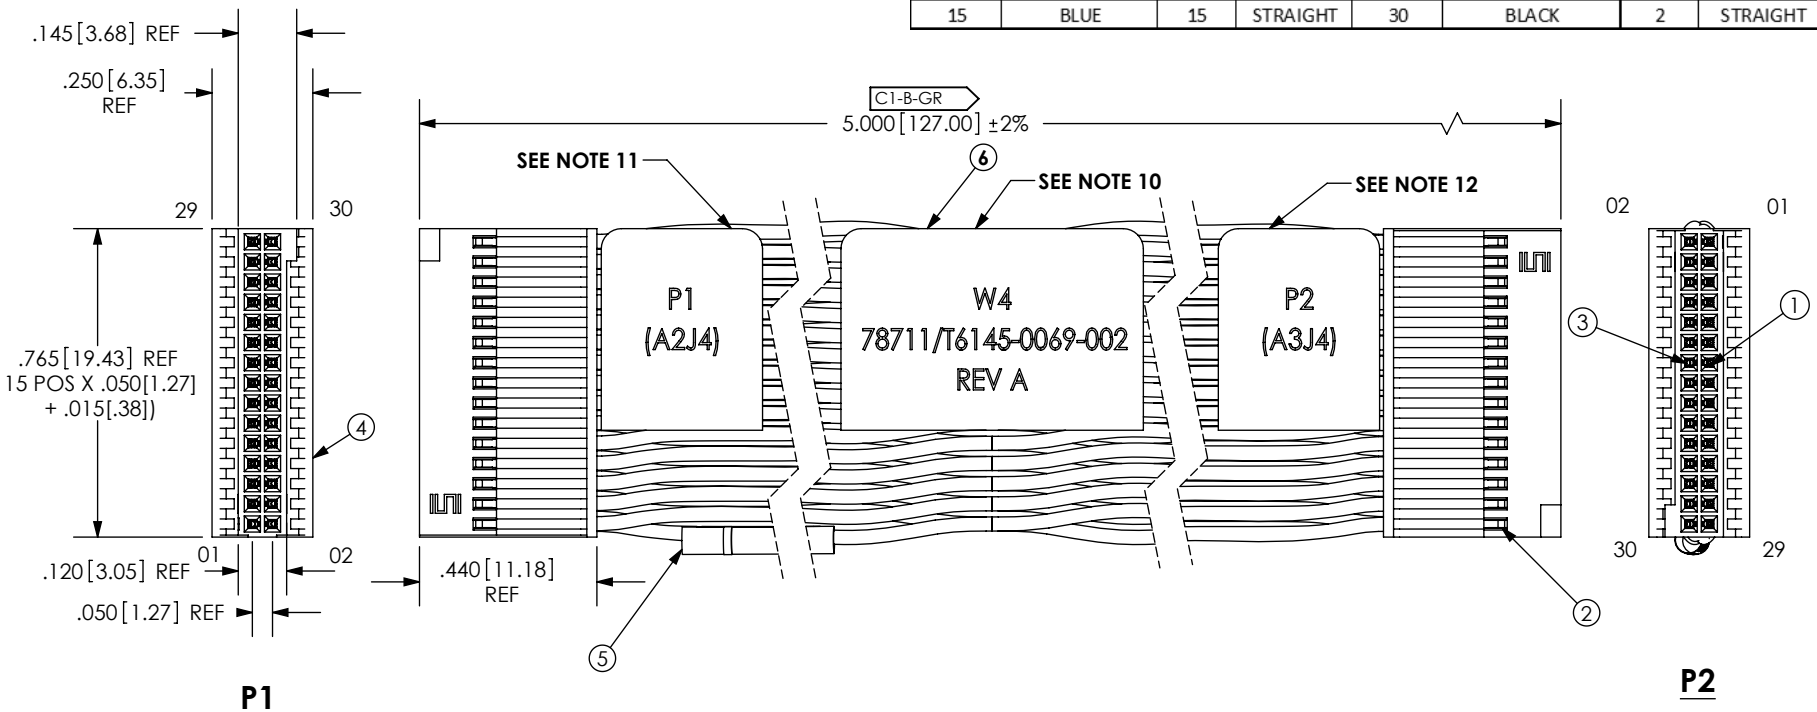 15 BLUE 15 STRAIGHT 30 BLACK 2 STRAIGHT
.145[3.68] REF
.250[6.35]
REF
C1-B-GR
5.000[127.00] ±2%
SEE NOTE 11
6
SEE NOTE 10
SEE NOTE 12
29
30
02
01
P1
(A2J4)
W4
78711/T6145-0069-002
REV A
P2
(A3J4)
3
1
.765[19.43] REF
15 POS X .050[1.27]
+ .015[.38])
4
01
02
30
29
.120[3.05] REF
.440[11.18]
REF
.050[1.27] REF
2
5
P1
P2